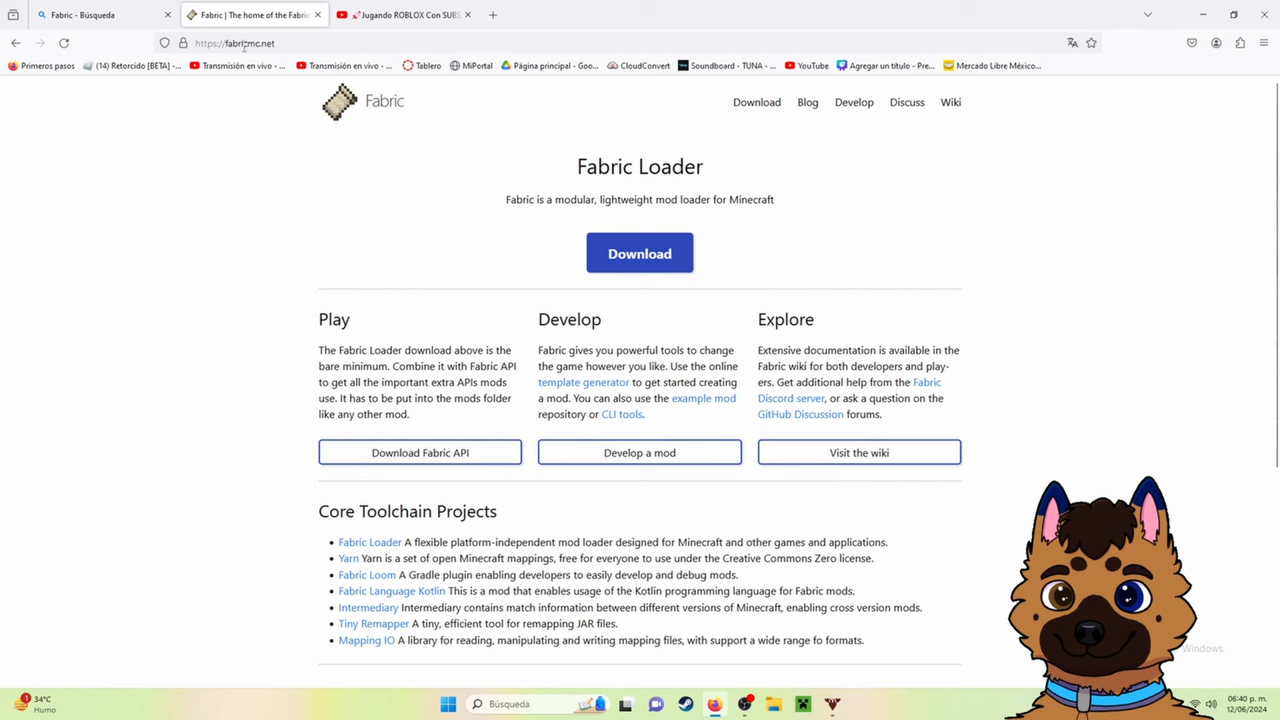 Fabric - Búsqueda
Fabric | The home of the Fabric
Jugando ROBLOX Con SUBS
https://fabricmc.net
Primeros pasos
(14) Retorcido [BETA] -...
Transmisión en vivo - ...
Transmisión en vivo - ...
Tablero
MiPortal
Página principal - Goo...
CloudConvert
Soundboard - TUNA - ...
YouTube
Agregar un título - Pre...
Mercado Libre México...
Fabric
Download
Blog
Develop
Discuss
Wiki
Fabric Loader
Fabric is a modular, lightweight mod loader for Minecraft
Download
Play
The Fabric Loader download above is the
bare minimum. Combine it with Fabric API
to get all the important extra APIs mods
use. It has to be put into the mods folder
like any other mod.
Download Fabric API
Develop
Fabric gives you powerful tools to change
the game however you like. Use the online
template generator to get started creating
a mod. You can also use the example mod
repository or CLI tools.
Develop a mod
Explore
Extensive documentation is available in the
Fabric wiki for both developers and play-
ers. Get additional help from the Fabric
Discord server, or ask a question on the
GitHub Discussion forums.
Visit the wiki
Core Toolchain Projects
Fabric Loader A flexible platform-independent mod loader designed for Minecraft and other games and applications.
Yarn Yarn is a set of open Minecraft mappings, free for everyone to use under the Creative Commons Zero license.
Fabric Loom A Gradle plugin enabling developers to easily develop and debug mods.
Fabric Language Kotlin This is a mod that enables usage of the Kotlin programming language for Fabric mods.
Intermediary Intermediary contains match information between different versions of Minecraft, enabling cross version mods.
Tiny Remapper A tiny, efficient tool for remapping JAR files.
Mapping IO A library for reading, manipulating and writing mapping files, with support a wide range fo formats.
Windows.
1
34°C
Humo
Búsqueda
06:40 p. m.
12/06/2024